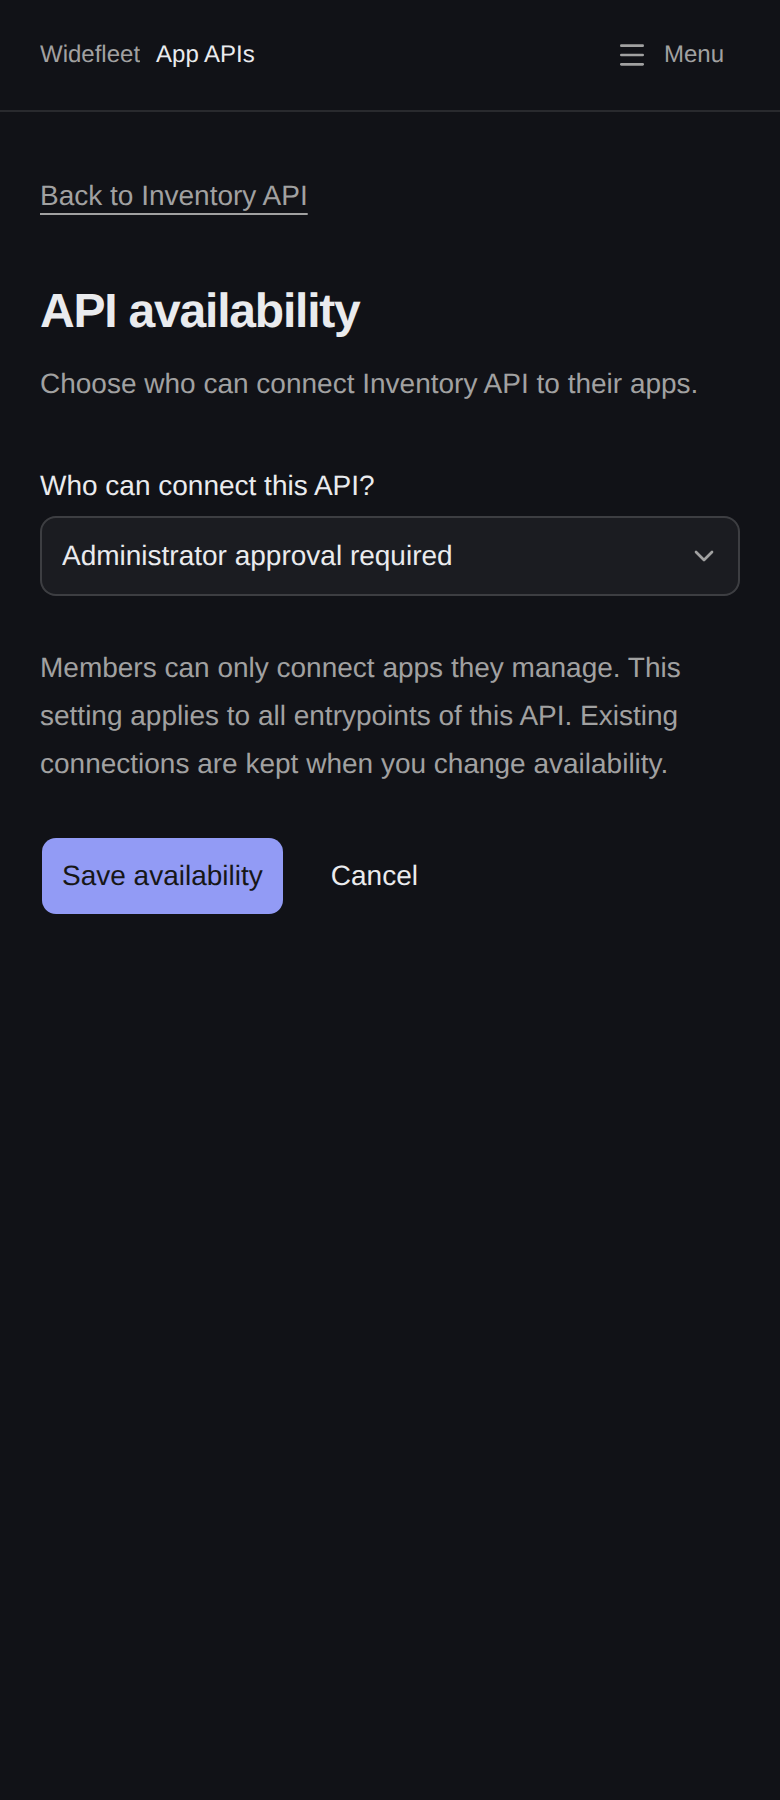 Widefleet App APIs
Menu
Back to Inventory API
API availability
Choose who can connect Inventory API to their apps.
Who can connect this API?
Administrator approval required
Members can only connect apps they manage. This
setting applies to all entrypoints of this API. Existing
connections are kept when you change availability.
Save availability
Cancel